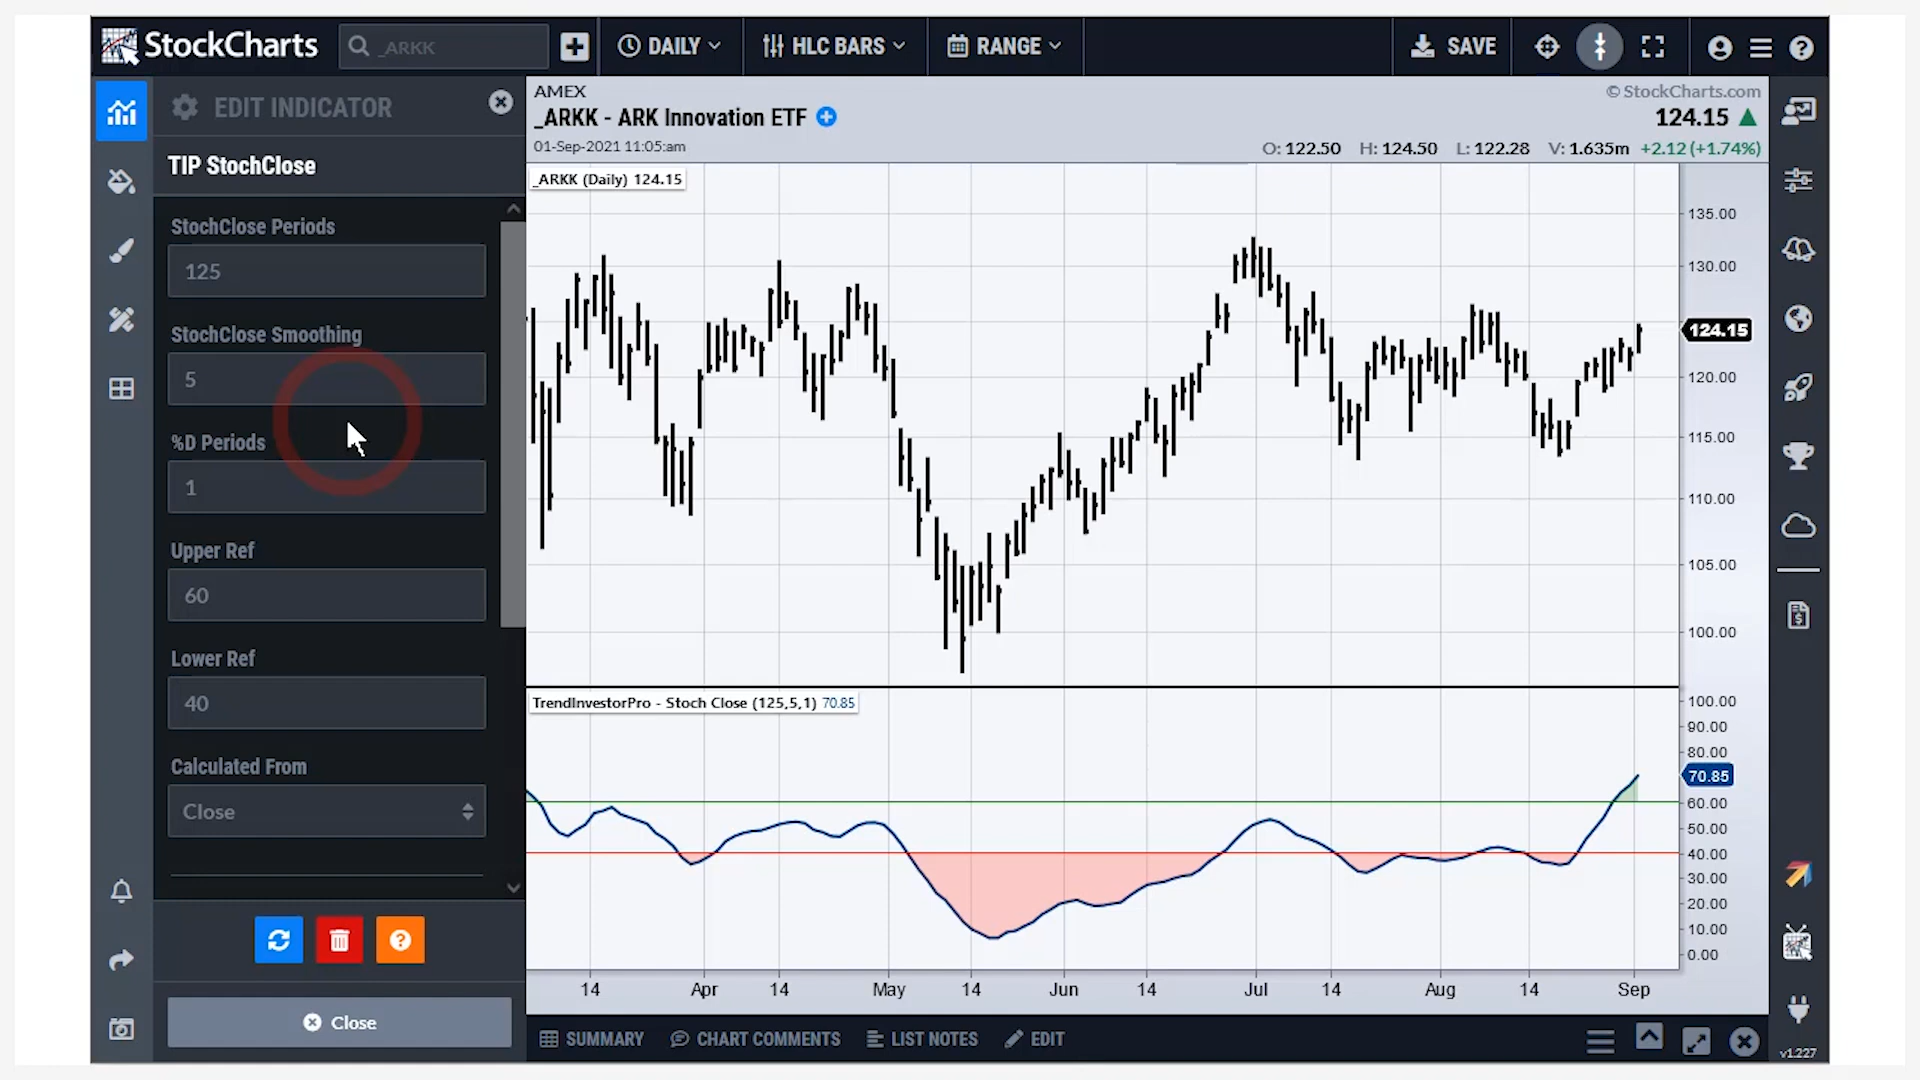 StockCharts
_ARKK
DAILY
HLC BARS
RANGE
SAVE
EDIT INDICATOR
TIP StochClose
StochClose Periods
125
StochClose Smoothing
5
%D Periods
1
Upper Ref
60
Lower Ref
40
Calculated From
Close
Close
AMEX
© StockCharts.com
_ARKK - ARK Innovation ETF
124.15
01-Sep-2021 11:05:am
O: 122.50 H: 124.50 L: 122.28 V: 1.635m +2.12 (+1.74%)
_ARKK (Daily) 124.15
135.00
130.00
124.15
120.00
115.00
110.00
105.00
100.00
TrendInvestorPro - Stoch Close (125,5,1) 70.85
100.00
90.00
80.00
70.85
60.00
50.00
40.00
30.00
20.00
10.00
0.00
14 Apr 14 May 14 Jun 14 Jul 14 Aug 14 Sep
SUMMARY
CHART COMMENTS
LIST NOTES
EDIT
v1.227